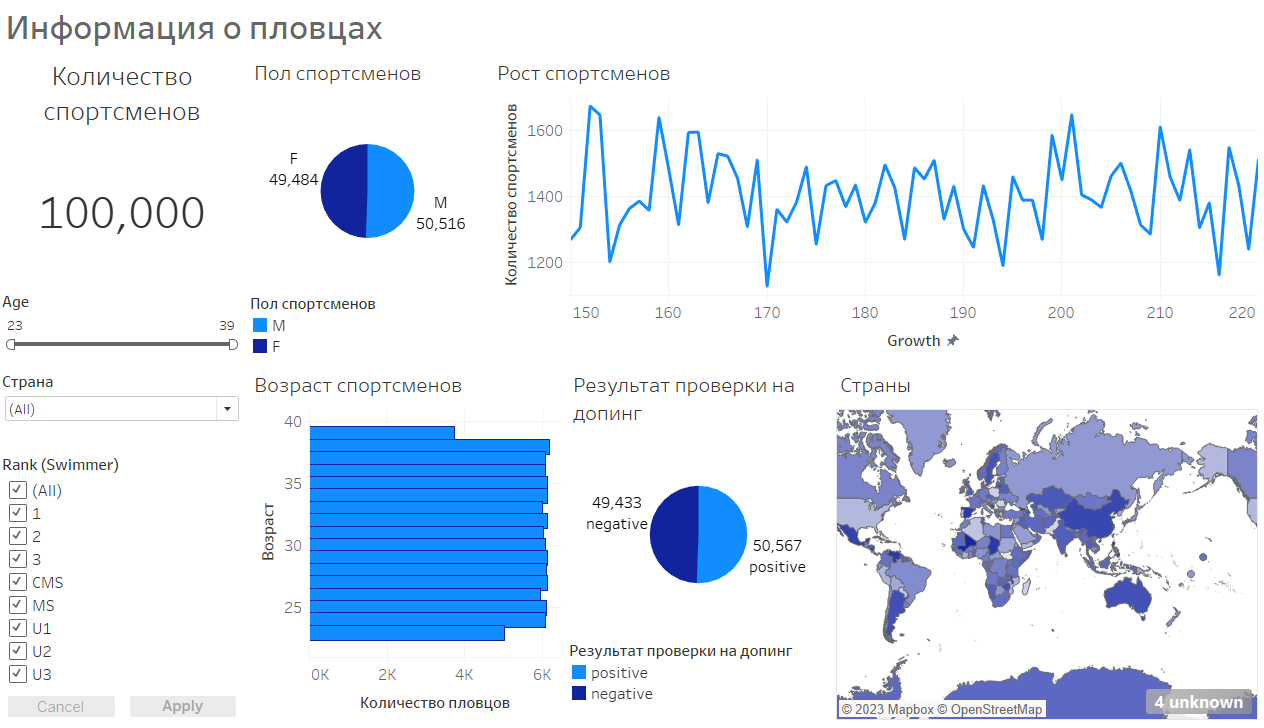 Информация о пловцах
Количество
спортсменов
100,000
Пол спортсменов
F
49,484
M
50,516
Рост спортсменов
Количество спортсменов
1600
1400
1200
150
160
170
180
190
200
210
220
Growth
Age
23
39
Пол спортсменов
M
F
Страна
(All)
Rank (Swimmer)
(All)
1
2
3
CMS
MS
U1
U2
U3
Cancel
Apply
Возраст спортсменов
Возраст
40
35
30
25
0K
2K
4K
6K
Количество пловцов
Результат проверки на
допинг
49,433
negative
50,567
positive
Результат проверки на допинг
positive
negative
Страны
© 2023 Mapbox © OpenStreetMap
4 unknown